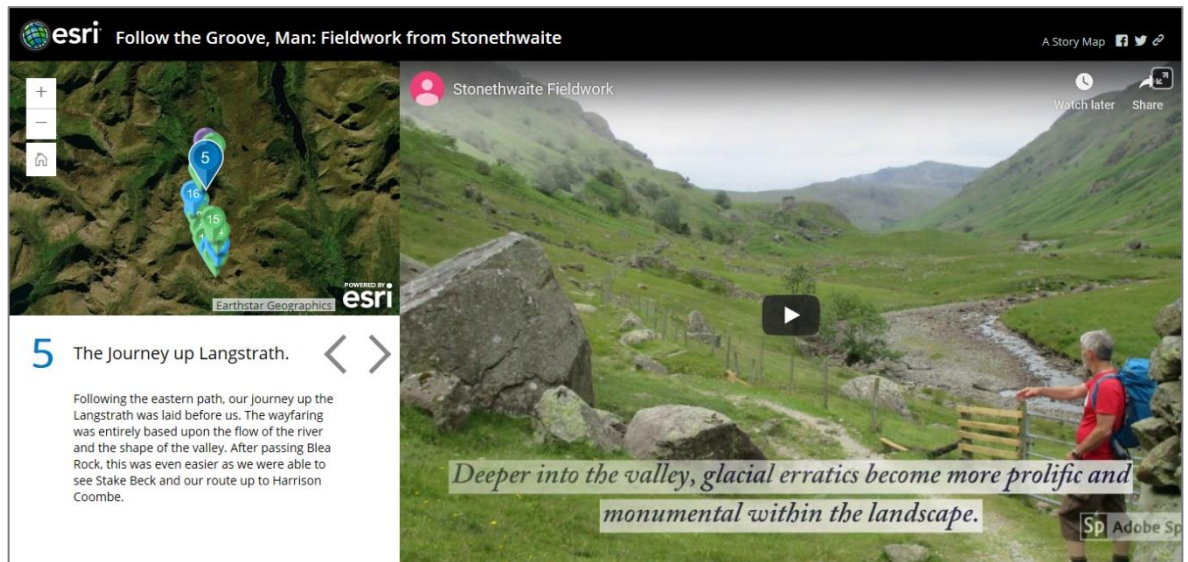 esri Follow the Groove, Man: Fieldwork from Stonethwaite
A Story Map
+
−
5
16
15
4
Earthstar Geographics
POWERED BY
esri
5 The Journey up Langstrath.
Following the eastern path, our journey up the
Langstrath was laid before us. The wayfaring
was entirely based upon the flow of the river
and the shape of the valley. After passing Blea
Rock, this was even easier as we were able to
see Stake Beck and our route up to Harrison
Coombe.
Stonethwaite Fieldwork
Watch later Share
Deeper into the valley, glacial erratics become more prolific and
monumental within the landscape.
Sp Adobe Sp